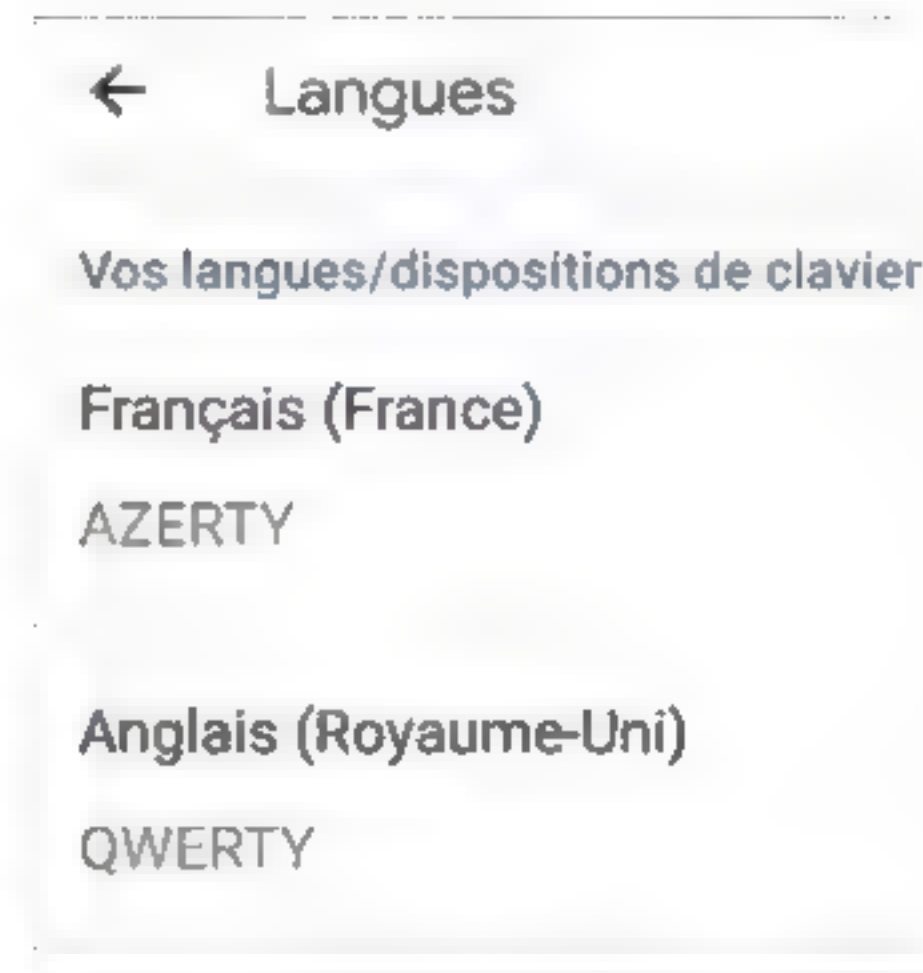 Langues
Vos langues/dispositions de clavier
Français (France)
AZERTY
Anglais (Royaume-Uni)
QWERTY